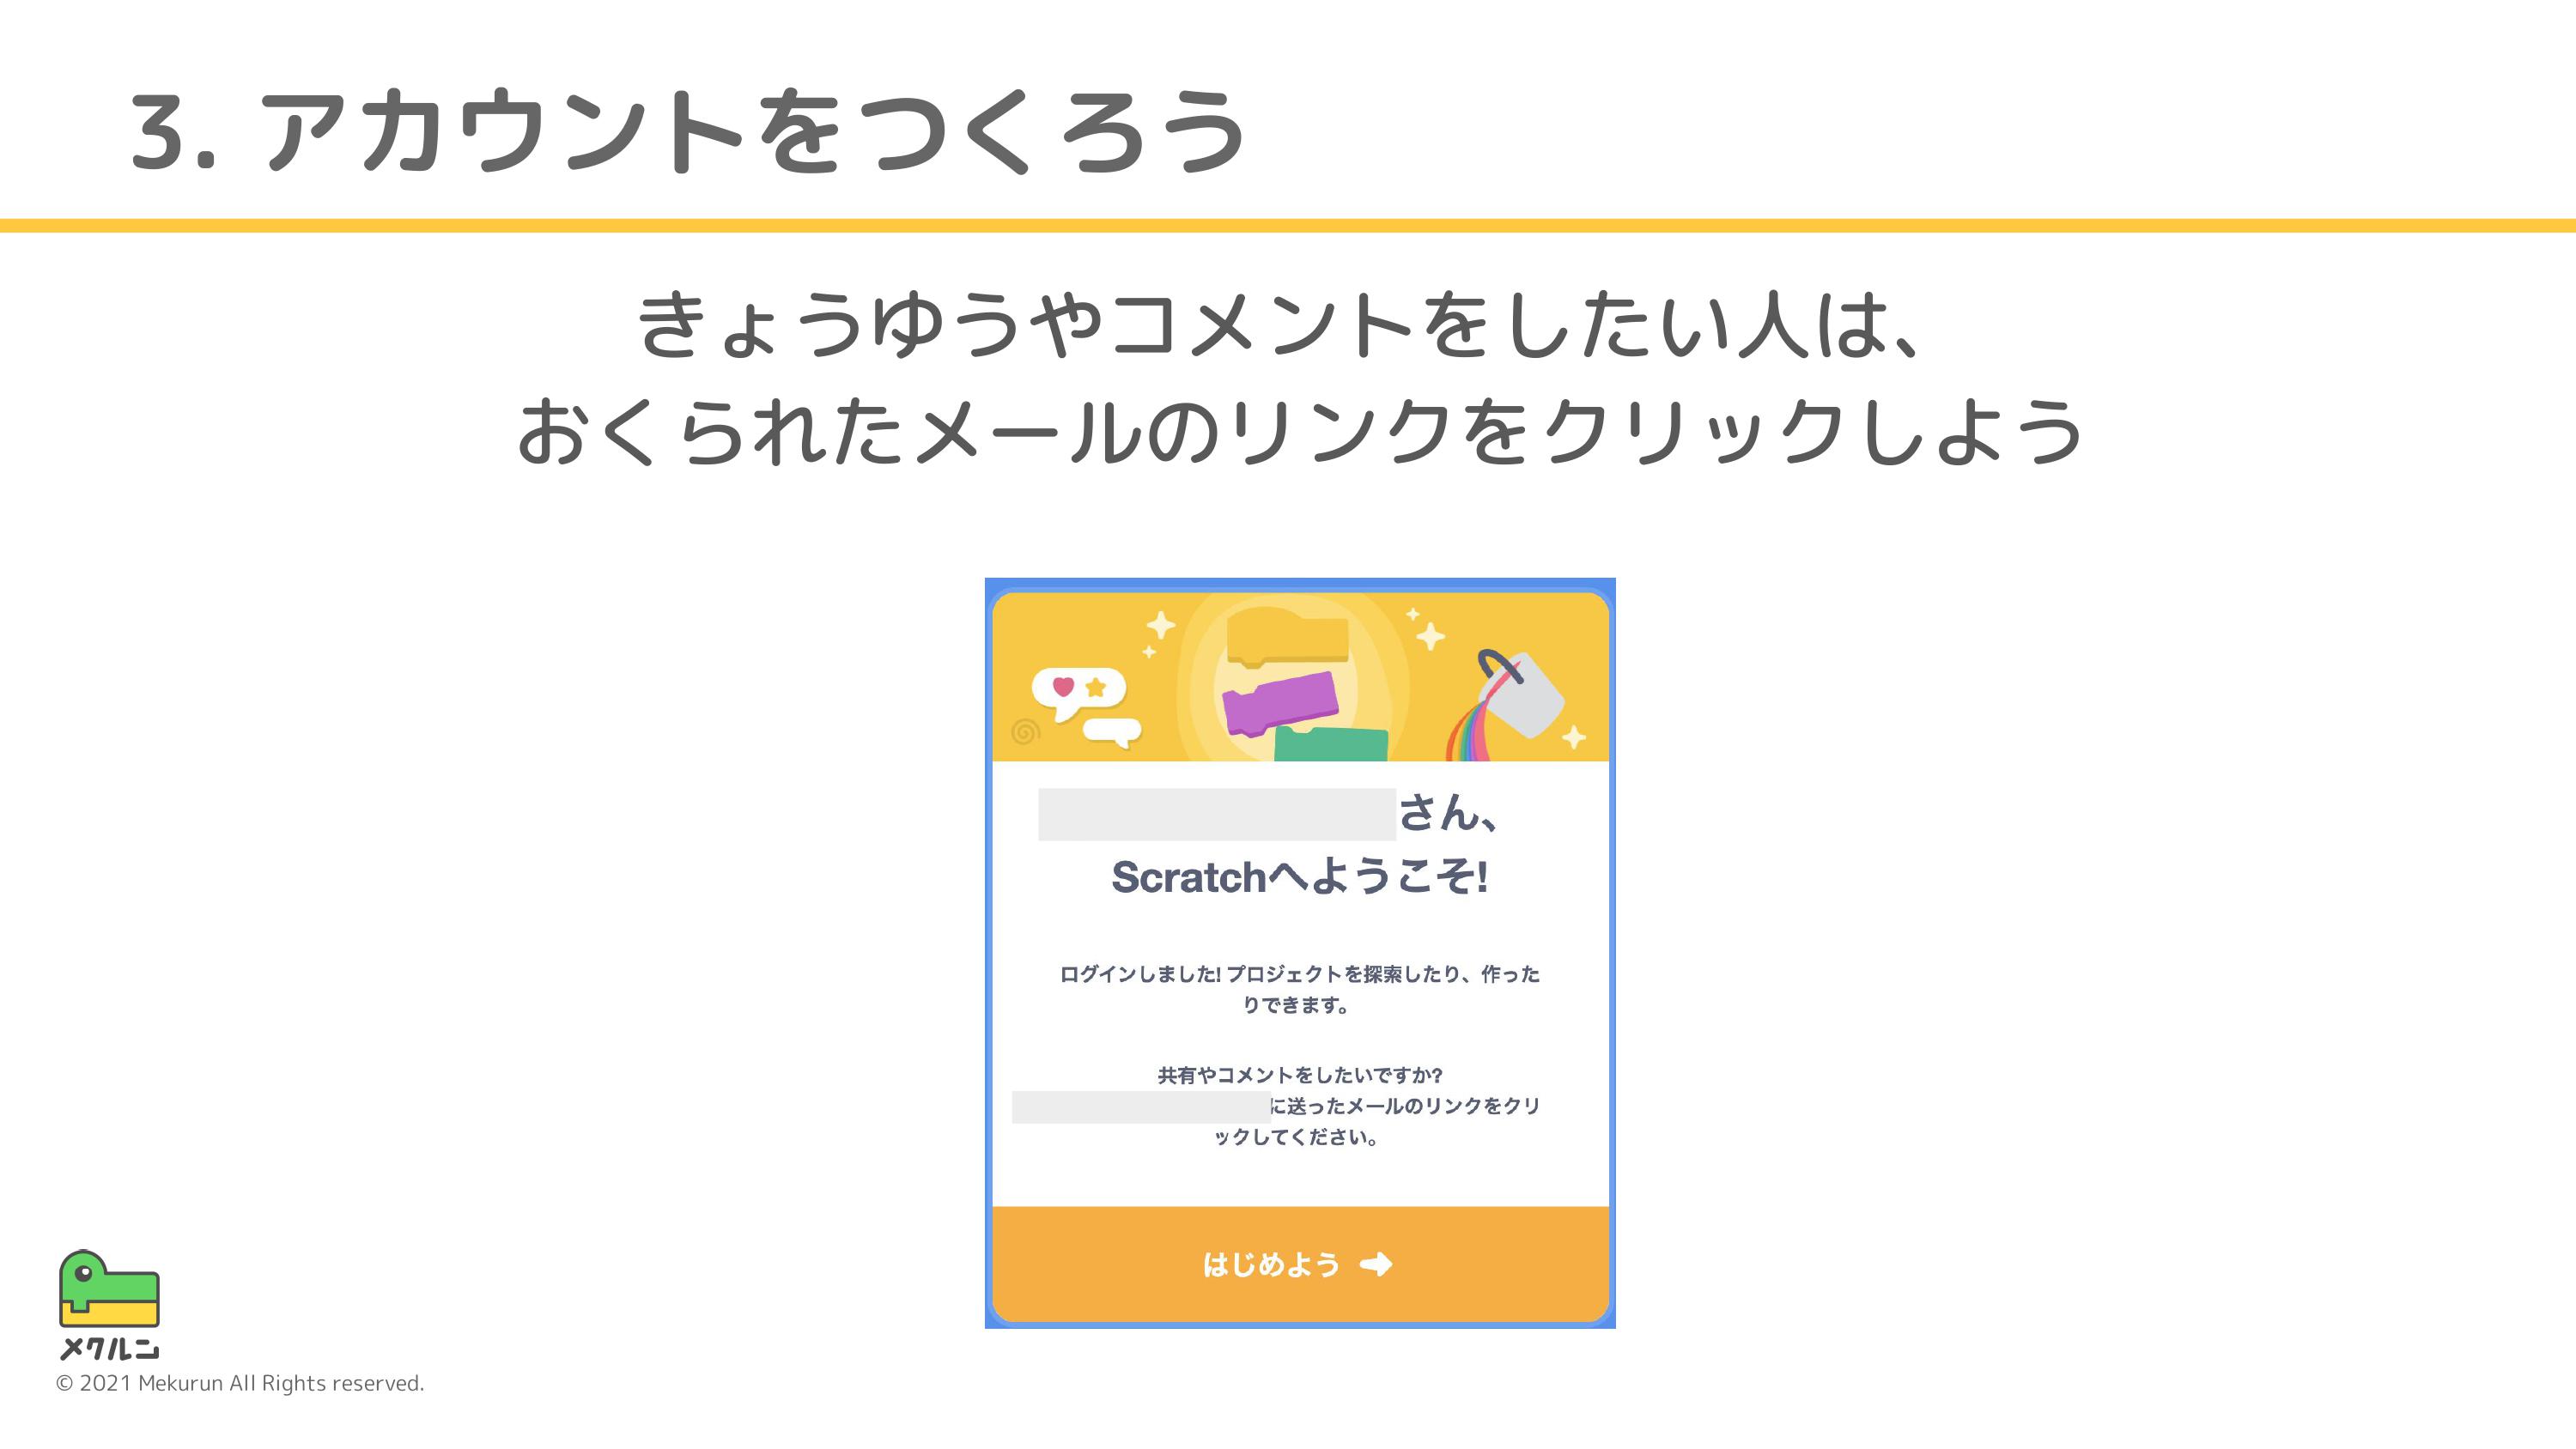 3. アカウントをつくろう
きょうゆうやコメントをしたい人は、
おくられたメールのリンクをクリックしよう
さん、
Scratchへようこそ!
ログインしました! プロジェクトを探索したり、作った
りできます。
共有やコメントをしたいですか?
に送ったメールのリンクをクリ
ックしてください。
はじめよう
メクルン
© 2021 Mekurun All Rights reserved.